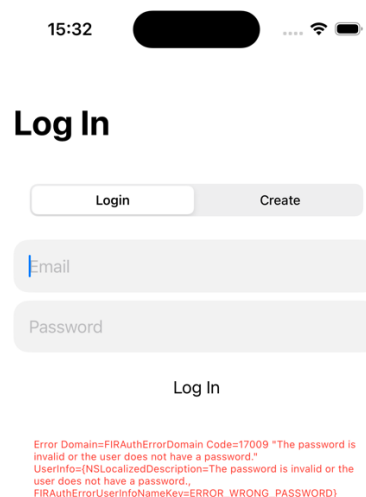 15:32
Log In
Login Create
Email
Password
Log In
Error Domain=FIRAuthErrorDomain Code=17009 "The password is
invalid or the user does not have a password."
UserInfo={NSLocalizedDescription=The password is invalid or the
user does not have a password.,
FIRAuthErrorUserInfoNameKey=ERROR_WRONG_PASSWORD}